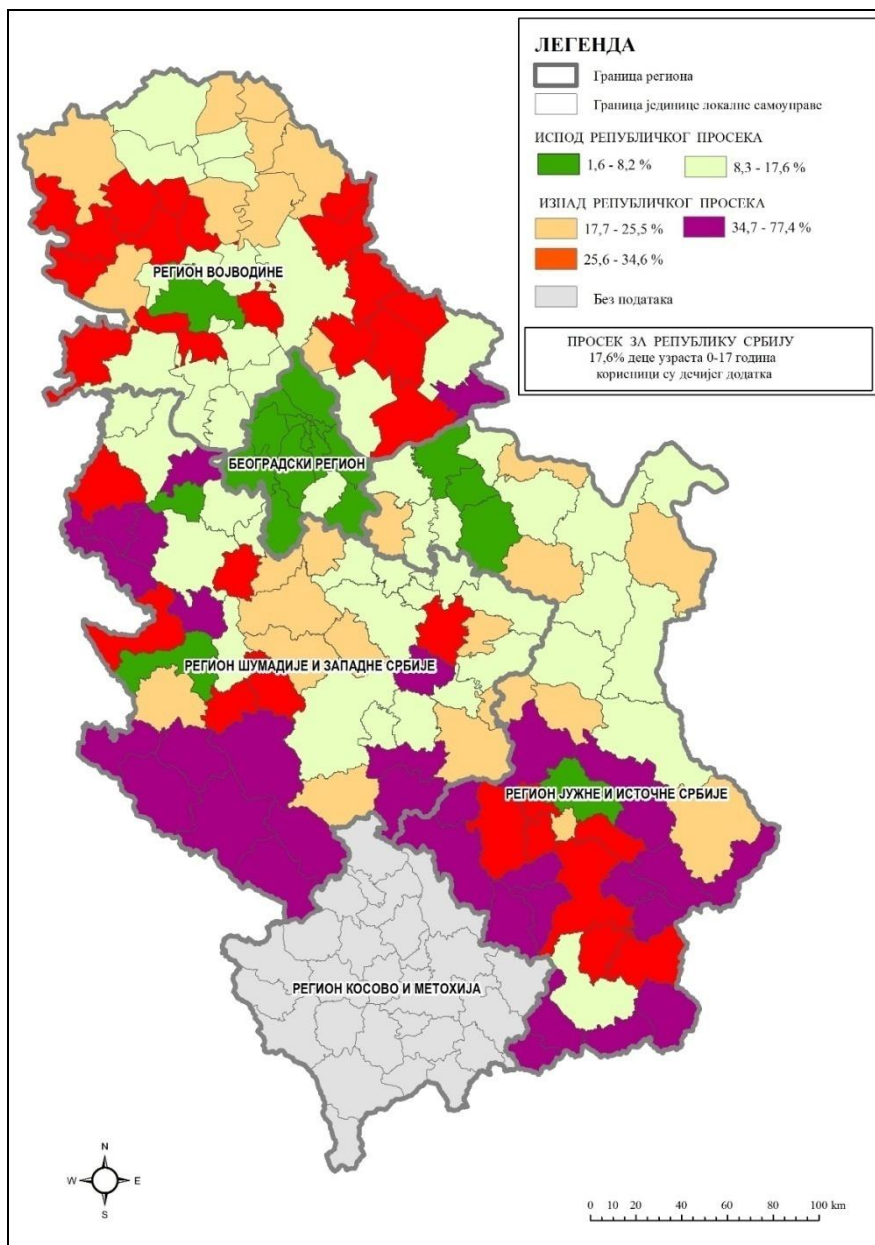 ЛЕГЕНДА
Граница региона
Граница јединице локалне самоуправе
ИСПОД РЕПУБЛИЧКОГ ПРОСЕКА
1,6 - 8,2 % 8,3 - 17,6 %
ИЗПАД РЕПУБЛИЧКОГ ПРОСЕКА
17,7 - 25,5 % 34,7 - 77,4 %
25,6 - 34,6 %
Без података
ПРОСЕК ЗА РЕПУБЛИКУ СРБИЈУ
17,6% деце узраста 0-17 година
корисници су дечијег додатка
РЕГИОН ВОЈВОДИНЕ
БЕОГРАДСКИ РЕГИОН
РЕГИОН ШУМАДИЈЕ И ЗАПАДНЕ СРБИЈЕ
РЕГИОН ЈУЖНЕ И ИСТОЧНЕ СРБИЈЕ
РЕГИОН КОСОВО И МЕТОХИЈА
N
W E
S
0 10 20 40 60 80 100 km